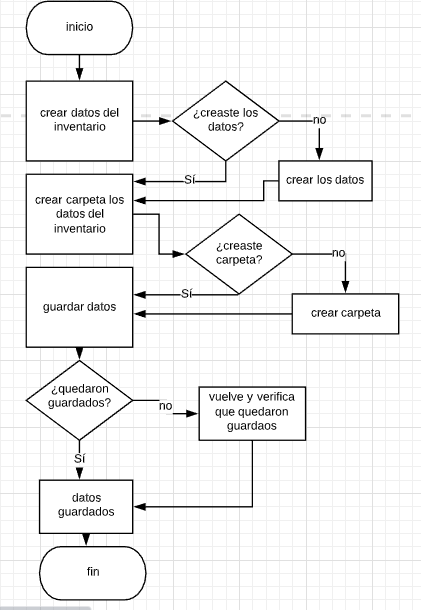 inicio
crear datos del
inventario
¿creaste los
datos?
no
crear los datos
Sí
crear carpeta los
datos del
inventario
¿creaste
carpeta?
no
crear carpeta
Sí
guardar datos
¿quedaron
guardados?
no
vuelve y verifica
que quedaron
guardaos
Sí
datos
guardados
fin